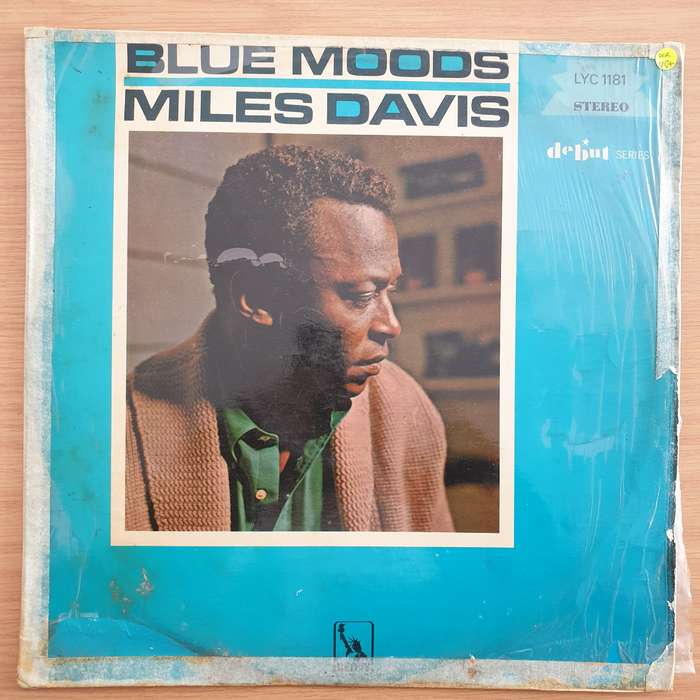 BLUE MOODS
MILES DAVIS
LYC 1181
STEREO
debut SERIES